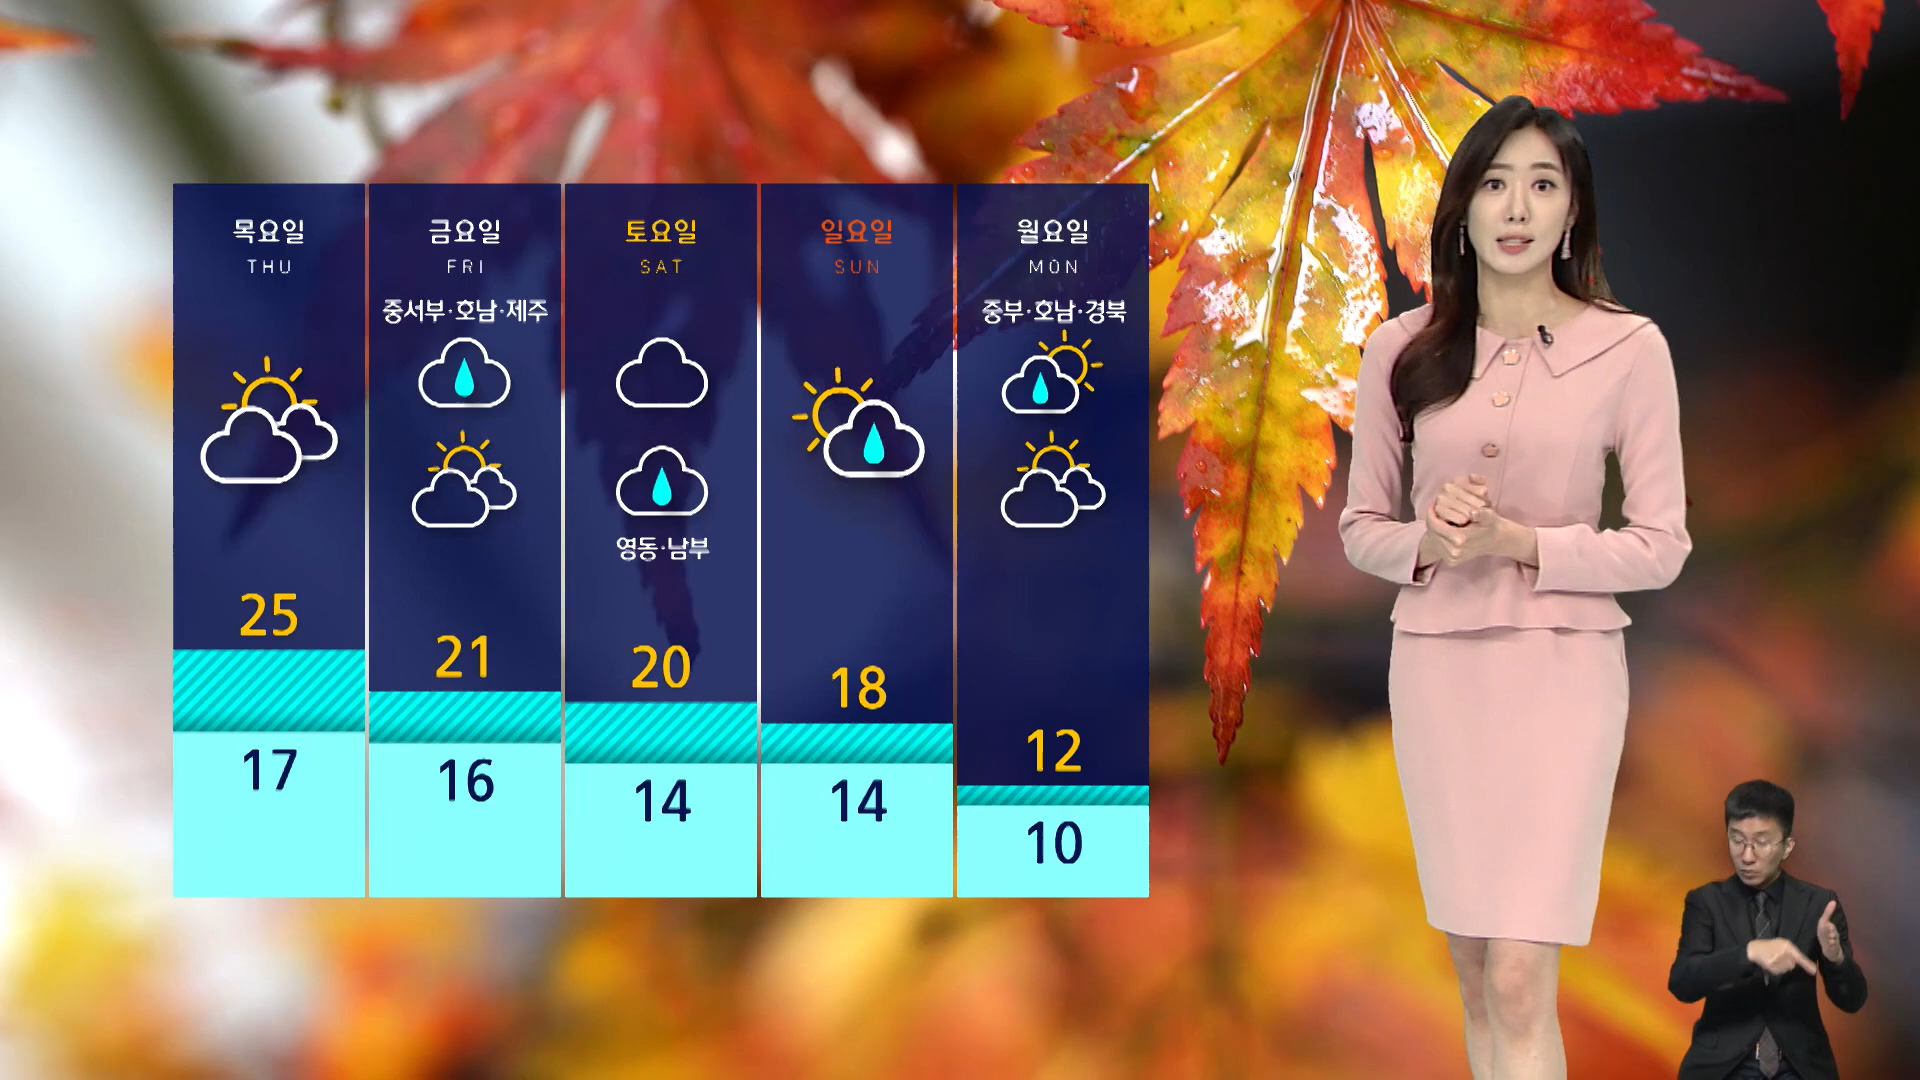 목요일
THU
25
17
금요일
FRI
중서부·호남·제주
21
16
토요일
SAT
영동·남부
20
14
일요일
SUN
18
14
월요일
MON
중부·호남·경북
12
10